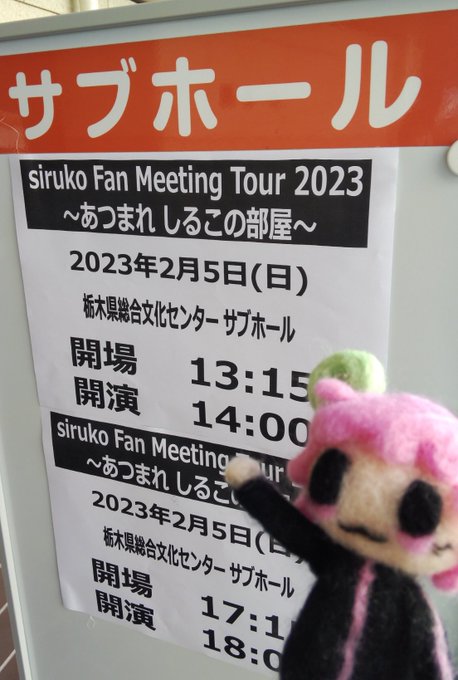 サブホール
siruko Fan Meeting Tour 2023
～あつまれ しるこの部屋～
2023年2月5日(日)
栃木県総合文化センター サブホール
開場 13:15
開演 14:00
siruko Fan Meeting Tour
～あつまれ しるこの
2023年2月5日(日)
栃木県総合文化センター サブホール
開場 17:1
開演 18:0